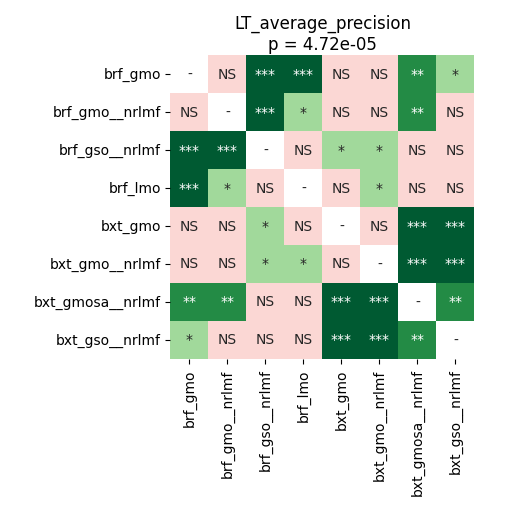 LT_average_precision
p = 4.72e-05
brf_gmo - NS *** *** NS NS ** *
brf_gmo__nrlmf NS - *** * NS NS ** NS
brf_gso__nrlmf *** *** - NS * * NS NS
brf_lmo *** * NS - NS * NS NS
bxt_gmo NS NS * NS - NS *** ***
bxt_gmo__nrlmf NS NS * * NS - *** ***
bxt_gmosa__nrlmf ** ** NS NS *** *** - **
bxt_gso__nrlmf * NS NS NS *** *** ** -
brf_gmo
brf_gmo__nrlmf
brf_gso__nrlmf
brf_lmo
bxt_gmo
bxt_gmo__nrlmf
bxt_gmosa__nrlmf
bxt_gso__nrlmf